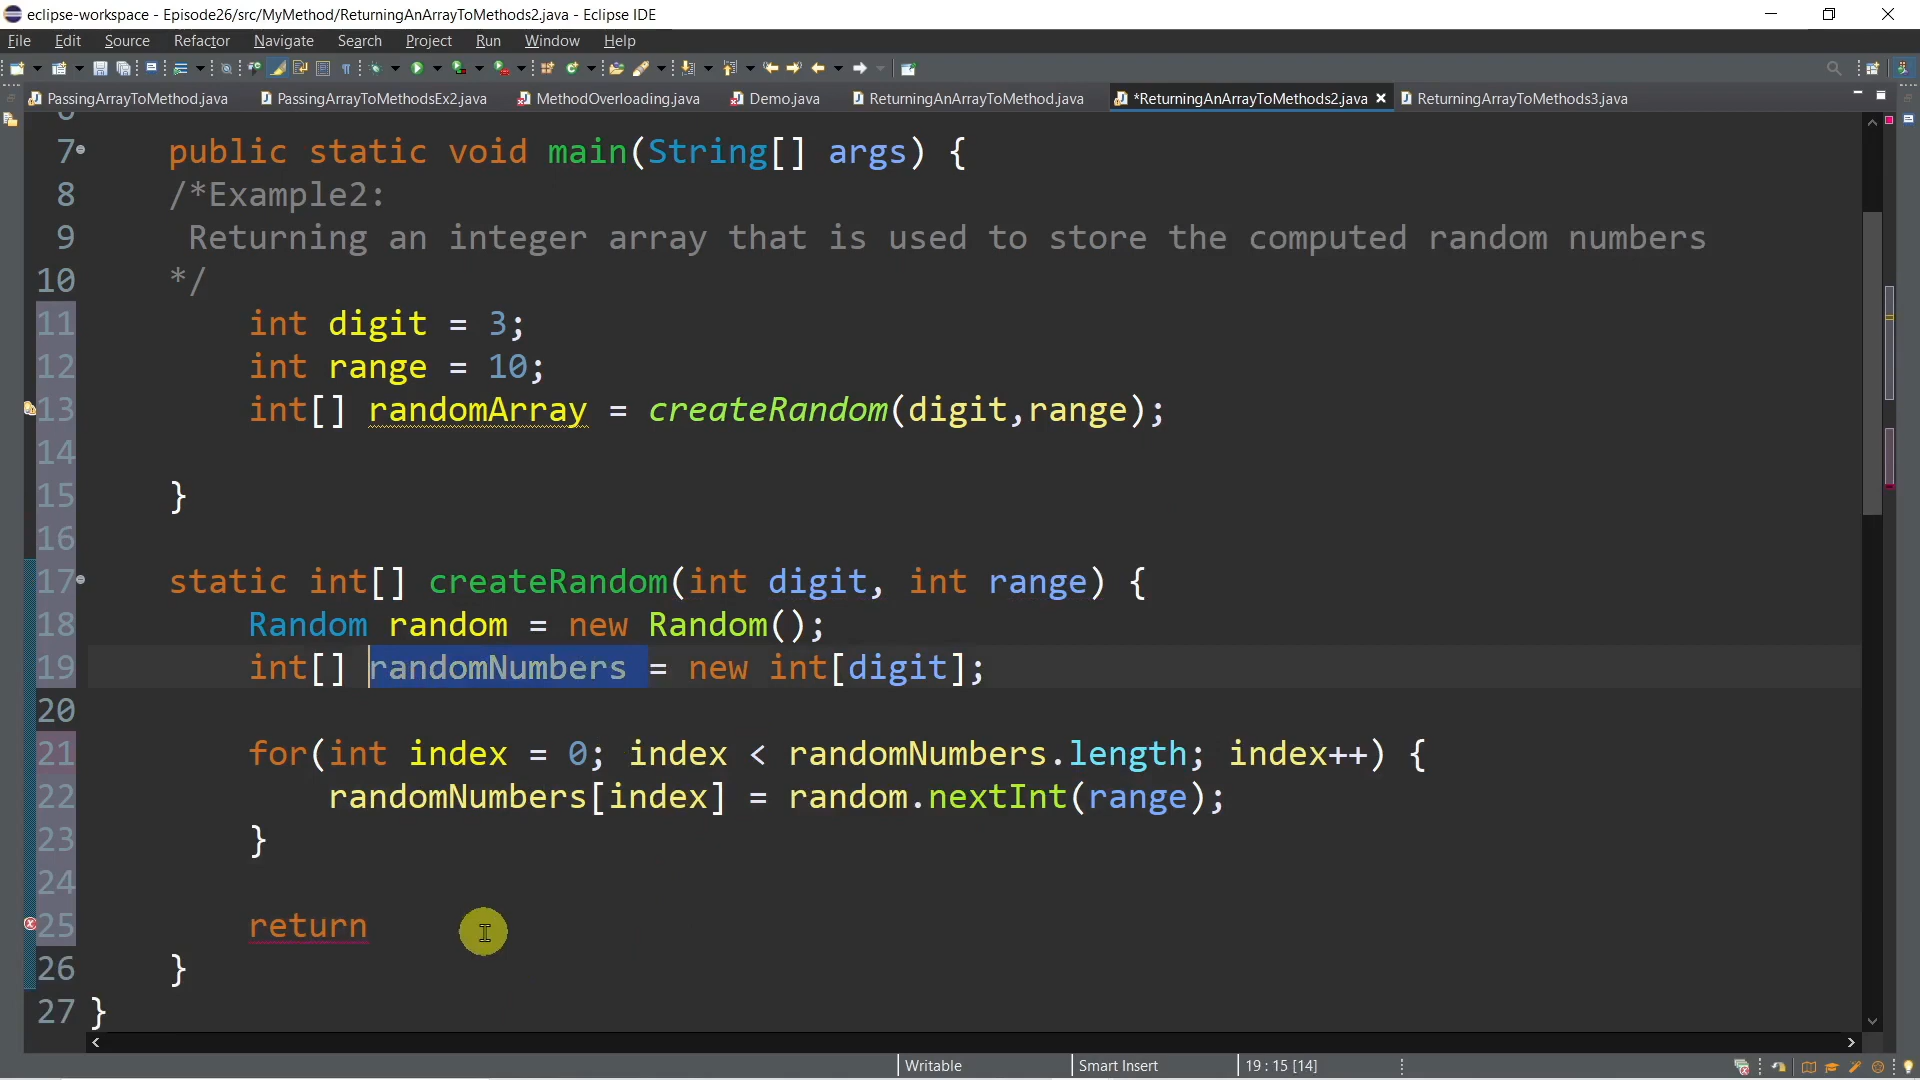 eclipse-workspace - Episode26/src/MyMethod/ReturningAnArrayToMethods2.java - Eclipse IDE
File Edit Source Refactor Navigate Search Project Run Window Help
PassingArrayToMethod.java PassingArrayToMethodsEx2.java MethodOverloading.java Demo.java ReturningAnArrayToMethod.java *ReturningAnArrayToMethods2.java ReturningArrayToMethods3.java
7 public static void main(String[] args) {
8 /*Example2:
9 Returning an integer array that is used to store the computed random numbers
10 */
11 int digit = 3;
12 int range = 10;
13 int[] randomArray = createRandom(digit,range);
14
15 }
16
17 static int[] createRandom(int digit, int range) {
18 Random random = new Random();
19 int[] randomNumbers = new int[digit];
20
21 for(int index = 0; index < randomNumbers.length; index++) {
22 randomNumbers[index] = random.nextInt(range);
23 }
24
25 return
26 }
27 }
Writable Smart Insert 19 : 15 [14]